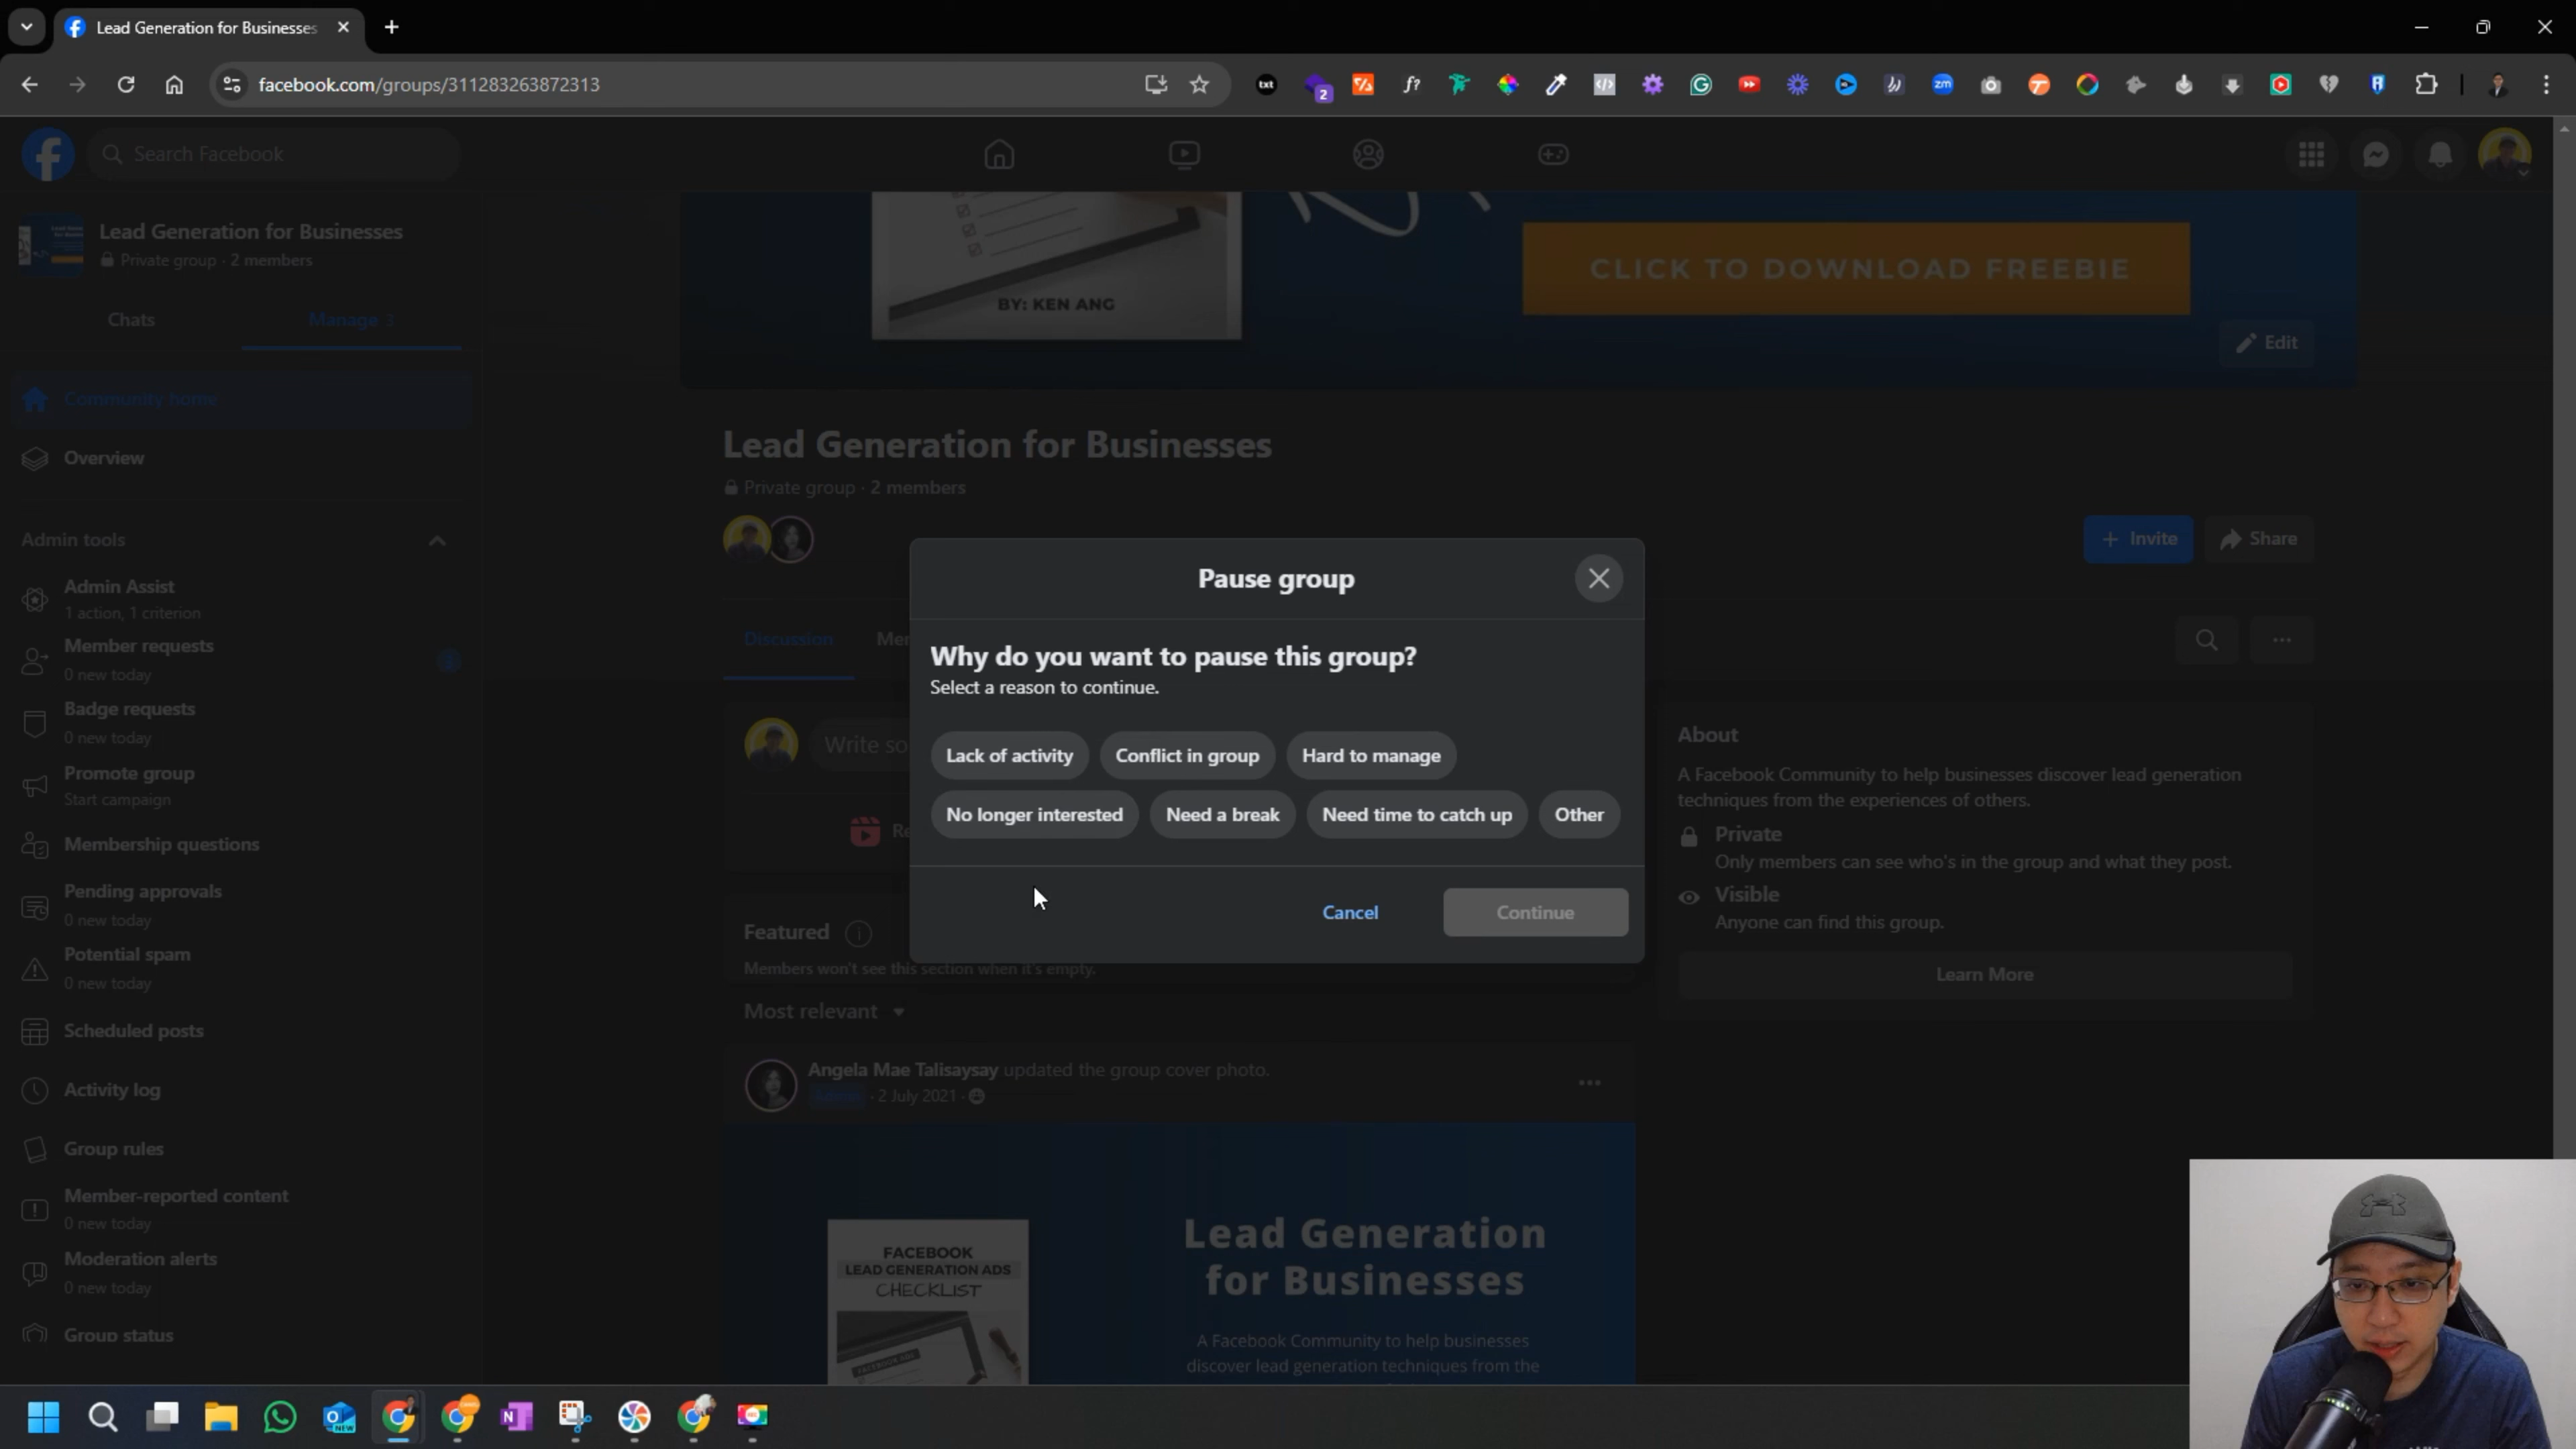 Lead Generation for Businesses
facebook.com/groups/311283263872313
txt
2
f?
zm
Search Facebook
Lead Generation for Businesses
Private group · 2 members
Chats
Manage
Community home
Overview
Admin tools
Admin Assist
1 action, 1 criterion
Member requests
0 new today
Badge requests
0 new today
Promote group
Start campaign
Membership questions
Pending approvals
0 new today
Potential spam
0 new today
Scheduled posts
Activity log
Group rules
Member-reported content
0 new today
Moderation alerts
0 new today
Group status
BY: KEN ANG
CLICK TO DOWNLOAD FREEBIE
Edit
Lead Generation for Businesses
Private group · 2 members
Invite
Share
Discussion
Write so
Featured
Members won't see this section when it's empty.
Most relevant
Angela Mae Talisaysay updated the group cover photo.
Admin · 2 July 2021 ·
FACEBOOK
LEAD GENERATION ADS
CHECKLIST
Lead Generation
for Businesses
A Facebook Community to help businesses
discover lead generation techniques from the
Pause group
Why do you want to pause this group?
Select a reason to continue.
Lack of activity
Conflict in group
Hard to manage
No longer interested
Need a break
Need time to catch up
Other
Cancel
Continue
About
A Facebook Community to help businesses discover lead generation
techniques from the experiences of others.
Private
Only members can see who's in the group and what they post.
Visible
Anyone can find this group.
Learn More